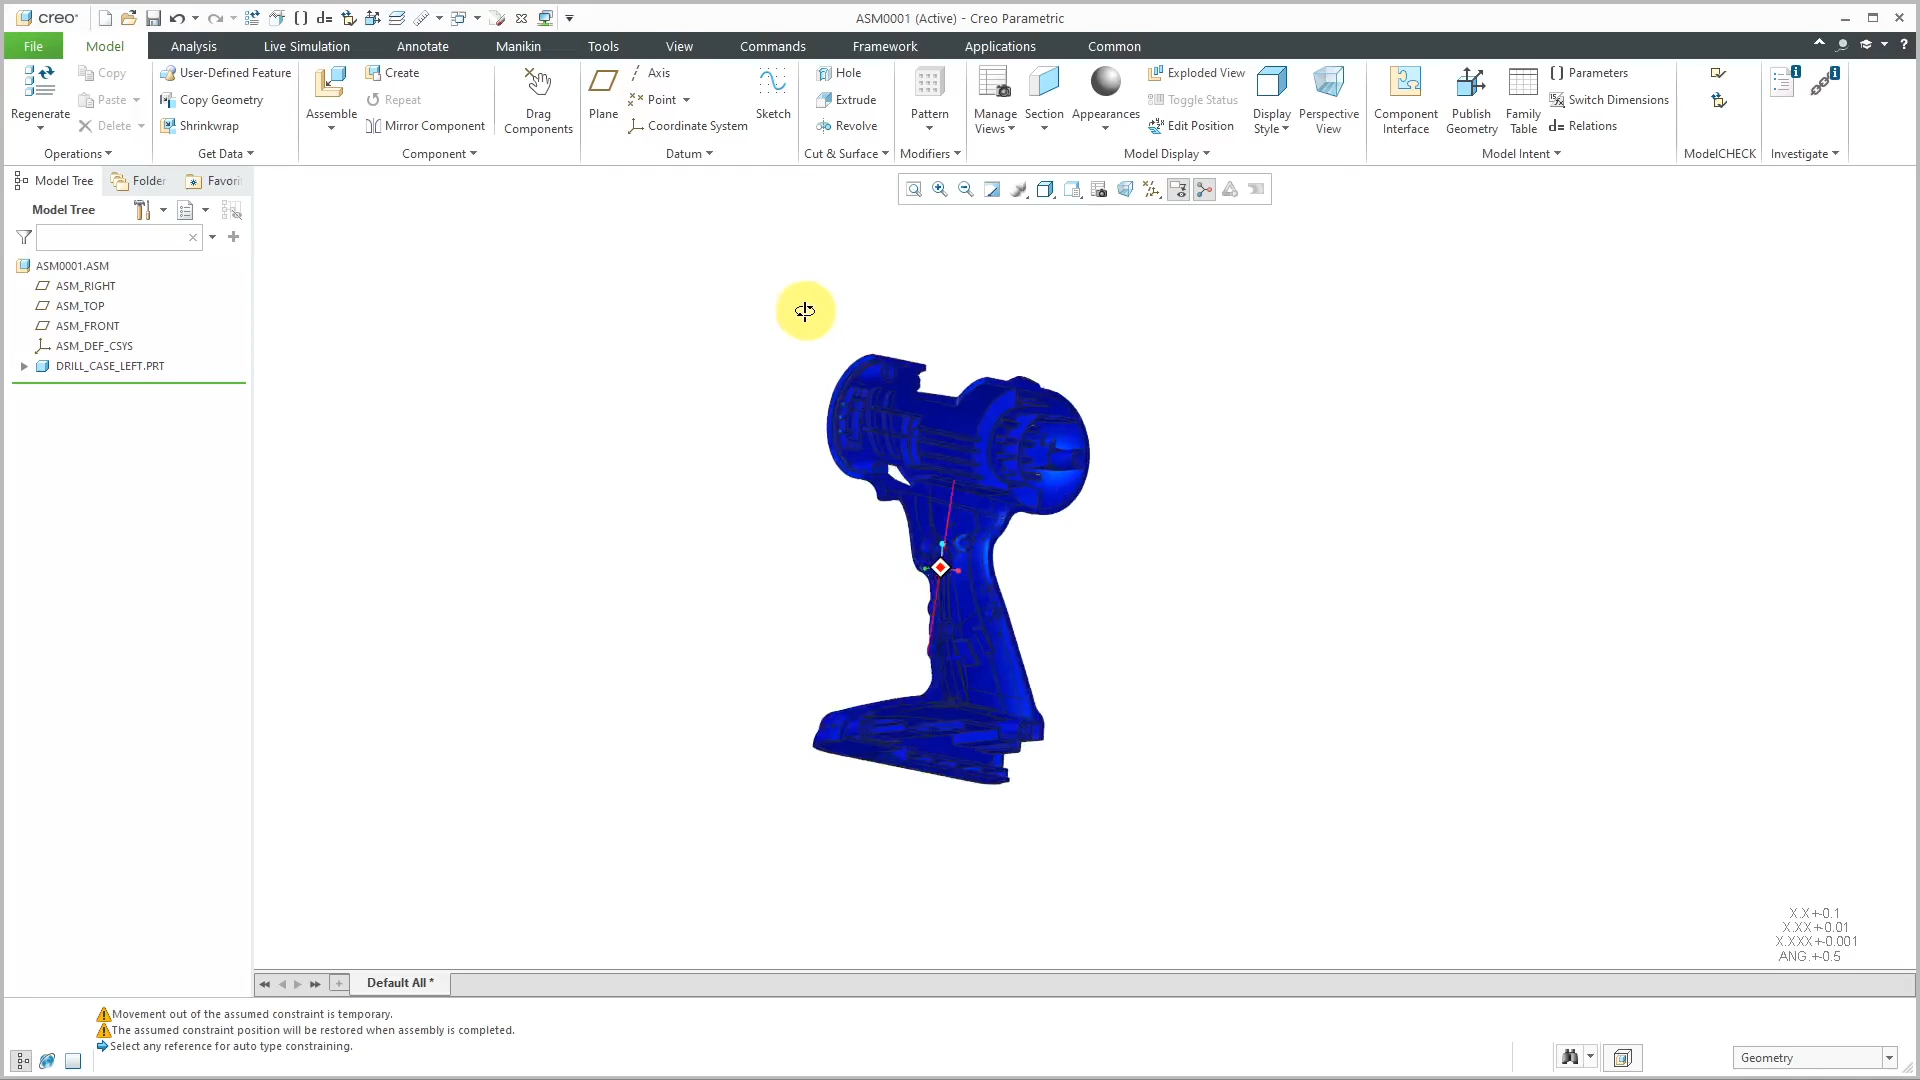 creo
d=
ASM0001 (Active) - Creo Parametric
File
Model
Analysis
Live Simulation
Annotate
Manikin
Tools
View
Commands
Framework
Applications
Common
Regenerate
Copy
Paste
Delete
Operations
User-Defined Feature
Copy Geometry
Shrinkwrap
Get Data
Assemble
Create
Repeat
Mirror Component
Drag
Components
Component
Plane
Axis
Point
Coordinate System
Sketch
Datum
Hole
Extrude
Revolve
Cut & Surface
Pattern
Modifiers
Manage
Views
Section
Appearances
Exploded View
Toggle Status
Edit Position
Display
Style
Perspective
View
Model Display
Component
Interface
Publish
Geometry
Family
Table
Parameters
Switch Dimensions
d= Relations
Model Intent
ModelCHECK
Investigate
Model Tree
Folder
Favori
Model Tree
ASM0001.ASM
ASM_RIGHT
ASM_TOP
ASM_FRONT
ASM_DEF_CSYS
DRILL_CASE_LEFT.PRT
X.X+-0.1
X.XX+-0.01
X.XXX+-0.001
ANG.+-0.5
Default All *
Movement out of the assumed constraint is temporary.
The assumed constraint position will be restored when assembly is completed.
Select any reference for auto type constraining.
Geometry